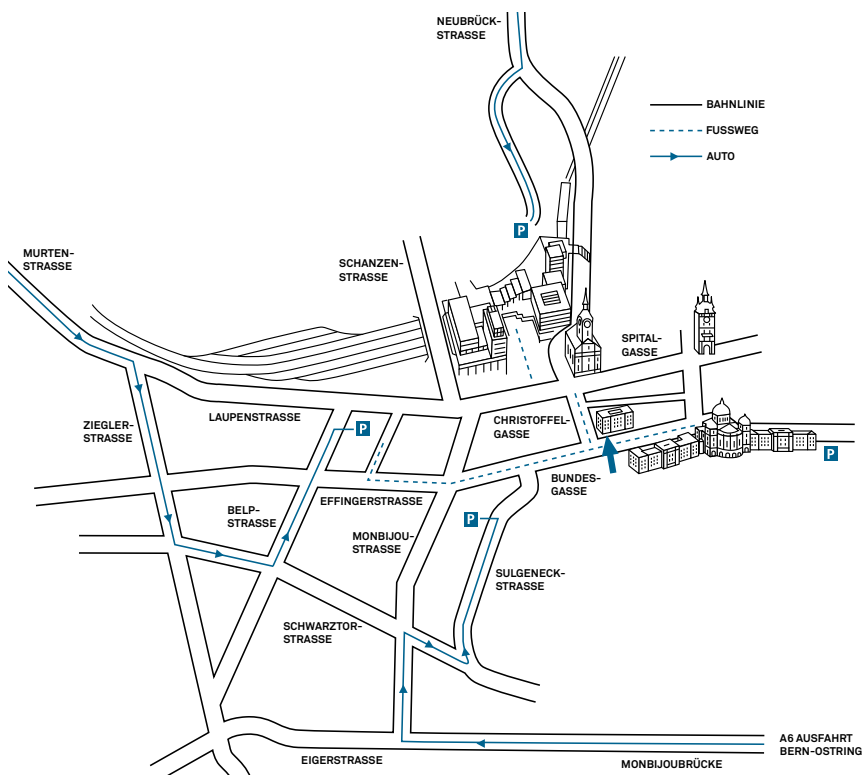 NEUBRÜCK-
STRASSE
BAHNLINIE
FUSSWEG
AUTO
P
MURTEN-
STRASSE
SCHANZEN-
STRASSE
SPITAL-
GASSE
ZIEGLER-
STRASSE
LAUPENSTRASSE
P
CHRISTOFFEL-
GASSE
P
BUNDES-
GASSE
EFFINGERSTRASSE
BELP-
STRASSE
P
MONBIJOU-
STRASSE
SULGENECK-
STRASSE
SCHWARZTOR-
STRASSE
A6 AUSFAHRT
BERN-OSTRING
EIGERSTRASSE
MONBIJOUBRÜCKE